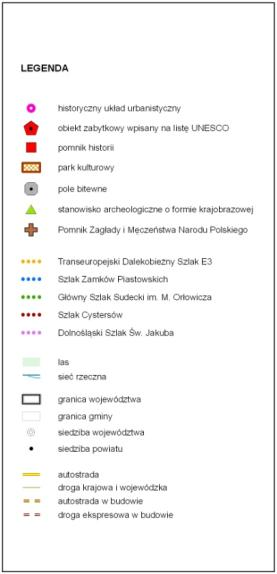 LEGENDA
historyczny układ urbanistyczny
obiekt zabytkowy wpisany na listę UNESCO
pomnik historii
park kulturowy
pole bitewne
stanowisko archeologiczne o formie krajobrazowej
Pomnik Zagłady i Męczeństwa Narodu Polskiego
Transeuropejski Dalekobieżny Szlak E3
Szlak Zamków Piastowskich
Główny Szlak Sudecki im. M. Orłowicza
Szlak Cystersów
Dolnośląski Szlak Św. Jakuba
las
sieć rzeczna
granica województwa
granica gminy
siedziba województwa
siedziba powiatu
autostrada
droga krajowa i wojewódzka
autostrada w budowie
droga ekspresowa w budowie